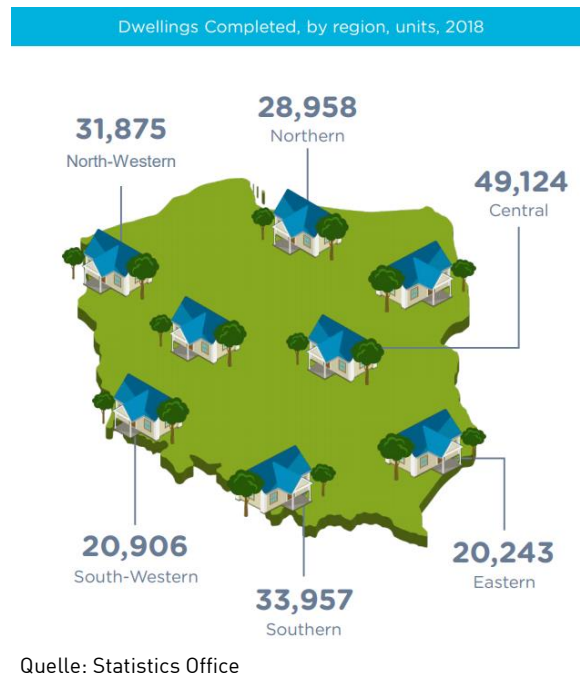 Dwellings Completed, by region, units, 2018
28,958
Northern
31,875
North-Western
49,124
Central
20,906
South-Western
33,957
Southern
20,243
Eastern
Quelle: Statistics Office